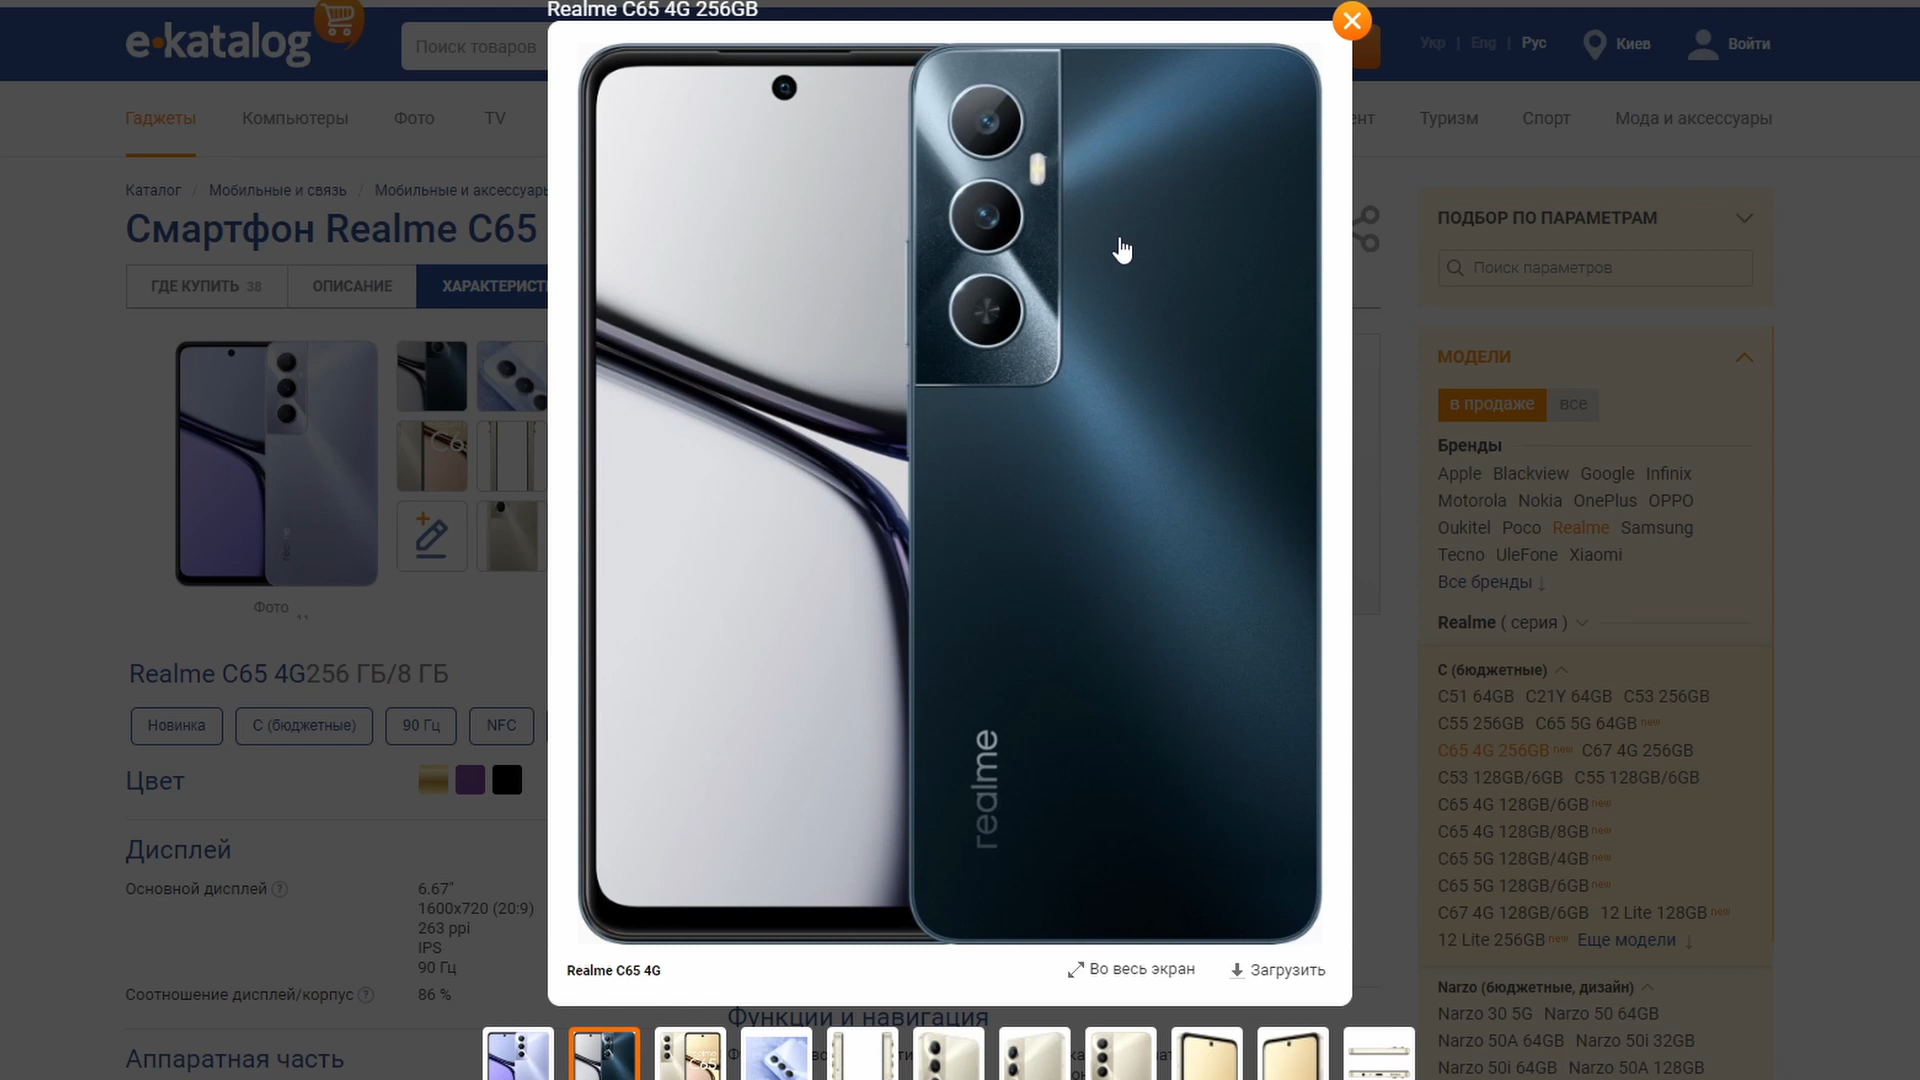 Realme C65 4G 256GB
e-katalog
Поиск товаров
Укр | Eng | Рус
Киев
Войти
Гаджеты
Компьютеры
Фото
TV
Туризм
Спорт
Мода и аксессуары
Каталог / Мобильные и связь / Мобильные и аксессуары
Смартфон Realme C65
ГДЕ КУПИТЬ 38
ОПИСАНИЕ
ХАРАКТЕРИСТ
Фото
Realme C65 4G 256 ГБ/8 ГБ
Новинка
C (бюджетные)
90 Гц
NFC
Цвет
Дисплей
Основной дисплей ?
6.67"
1600x720 (20:9)
263 ppi
IPS
90 Гц
Соотношение дисплей/корпус ?
86 %
Аппаратная часть
realme
Realme C65 4G
Во весь экран
Загрузить
Функции и навигация
ПОДБОР ПО ПАРАМЕТРАМ
Поиск параметров
МОДЕЛИ
в продаже
все
Бренды
Apple Blackview Google Infinix
Motorola Nokia OnePlus OPPO
Oukitel Poco Realme Samsung
Tecno UleFone Xiaomi
Все бренды ↓
Realme ( серия )
C (бюджетные)
C51 64GB C21Y 64GB C53 256GB
C55 256GB C65 5G 64GB new
C65 4G 256GB new C67 4G 256GB
C53 128GB/6GB C55 128GB/6GB
C65 4G 128GB/6GB new
C65 4G 128GB/8GB new
C65 5G 128GB/4GB new
C65 5G 128GB/6GB new
C67 4G 128GB/6GB 12 Lite 128GB new
12 Lite 256GB new Еще модели ↓
Narzo (бюджетные, дизайн)
Narzo 30 5G Narzo 50 64GB
Narzo 50A 64GB Narzo 50i 32GB
Narzo 50i 64GB Narzo 50A 128GB